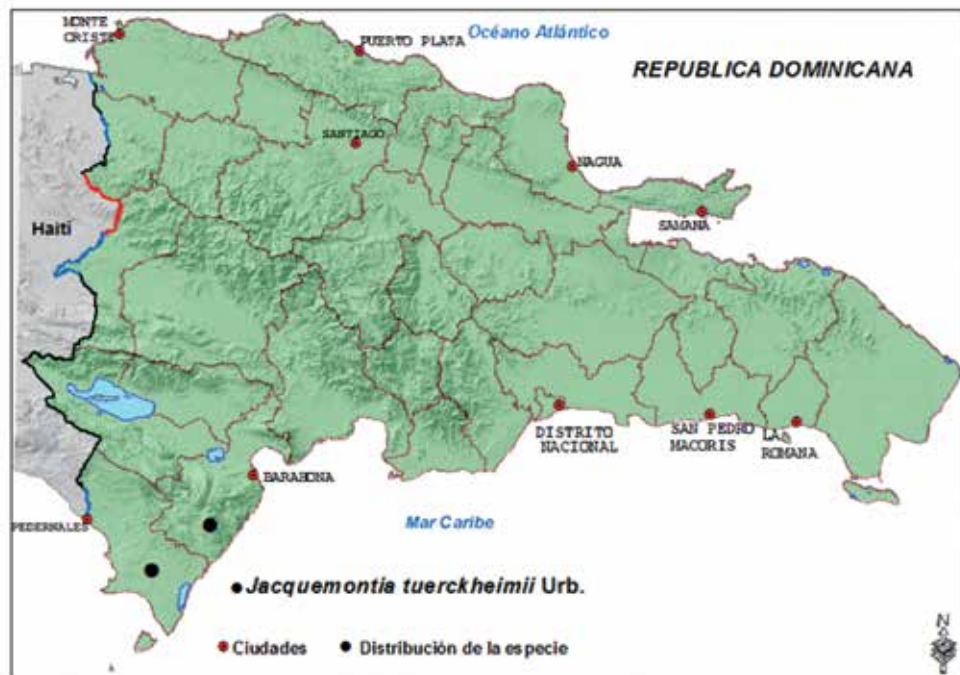 MONTE
CRISTI
PUERTO PLATA
Océano Atlántico
REPUBLICA DOMINICANA
SANTIAGO
NAGUA
SAMANA
Haití
DISTRITO
NACIONAL
SAN PEDRO
MACORIS
LA
ROMANA
BARAHONA
PEDERNALES
Mar Caribe
Jacquemontia tuerckheimii Urb.
Ciudades
Distribución de la especie
N